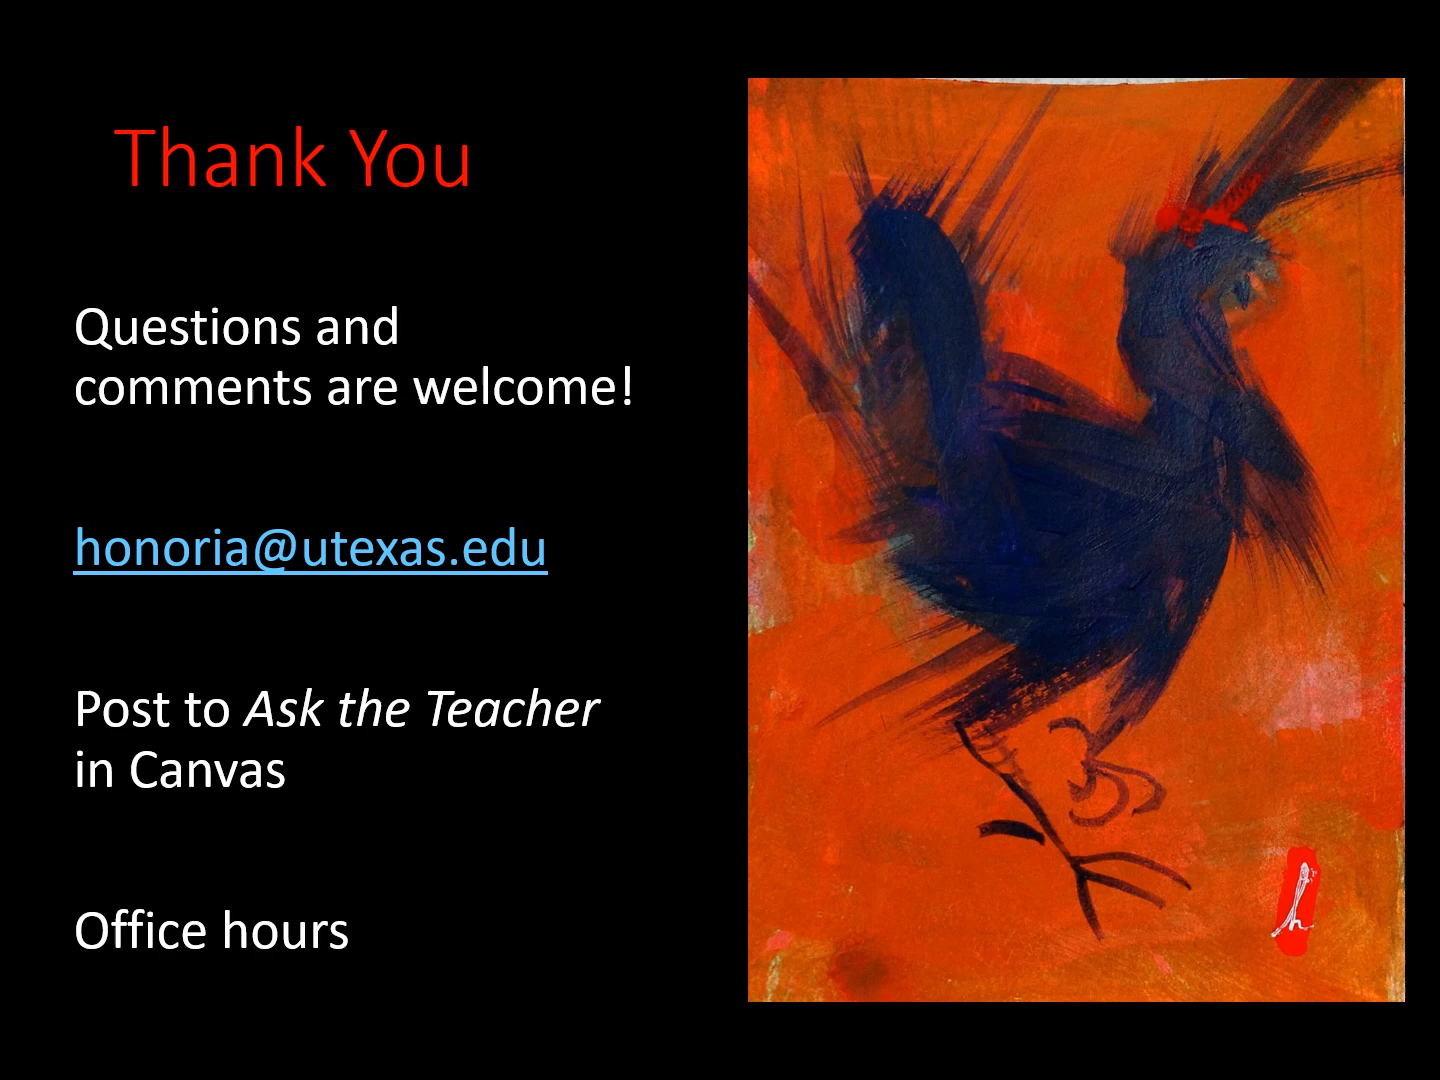 Thank You
Questions and
comments are welcome!
honoria@utexas.edu
Post to Ask the Teacher
in Canvas
Office hours
h